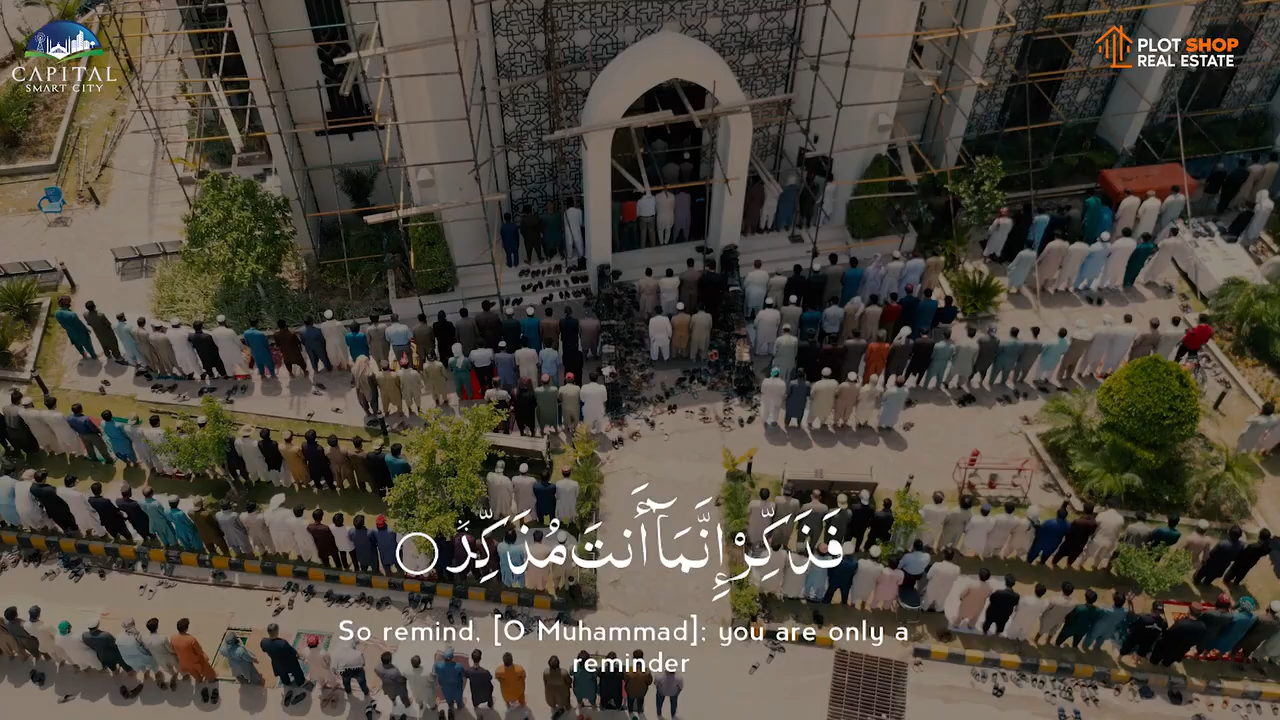 CAPITAL
SMART CITY
PLOT SHOP
REAL ESTATE
فَذَكِّرْ إِنَّمَآ أَنتَ مُذَكِّرٌ
So remind, [O Muhammad]; you are only a
reminder